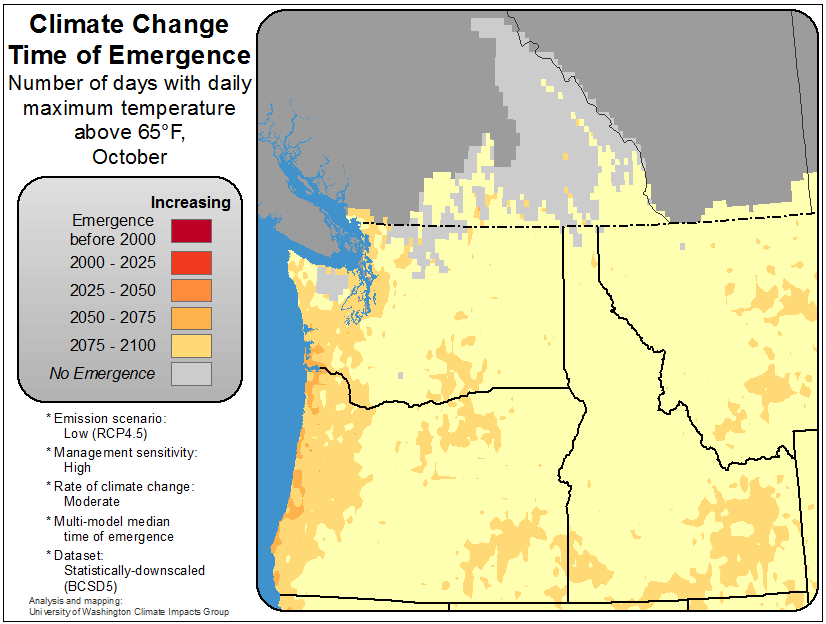 Climate Change
Time of Emergence
Number of days with daily
maximum temperature
above 65°F,
October
Increasing
Emergence
before 2000
2000 - 2025
2025 - 2050
2050 - 2075
2075 - 2100
No Emergence
* Emission scenario:
Low (RCP4.5)
* Management sensitivity:
High
* Rate of climate change:
Moderate
* Multi-model median
time of emergence
* Dataset:
Statistically-downscaled
(BCSD5)
Analysis and mapping:
University of Washington Climate Impacts Group